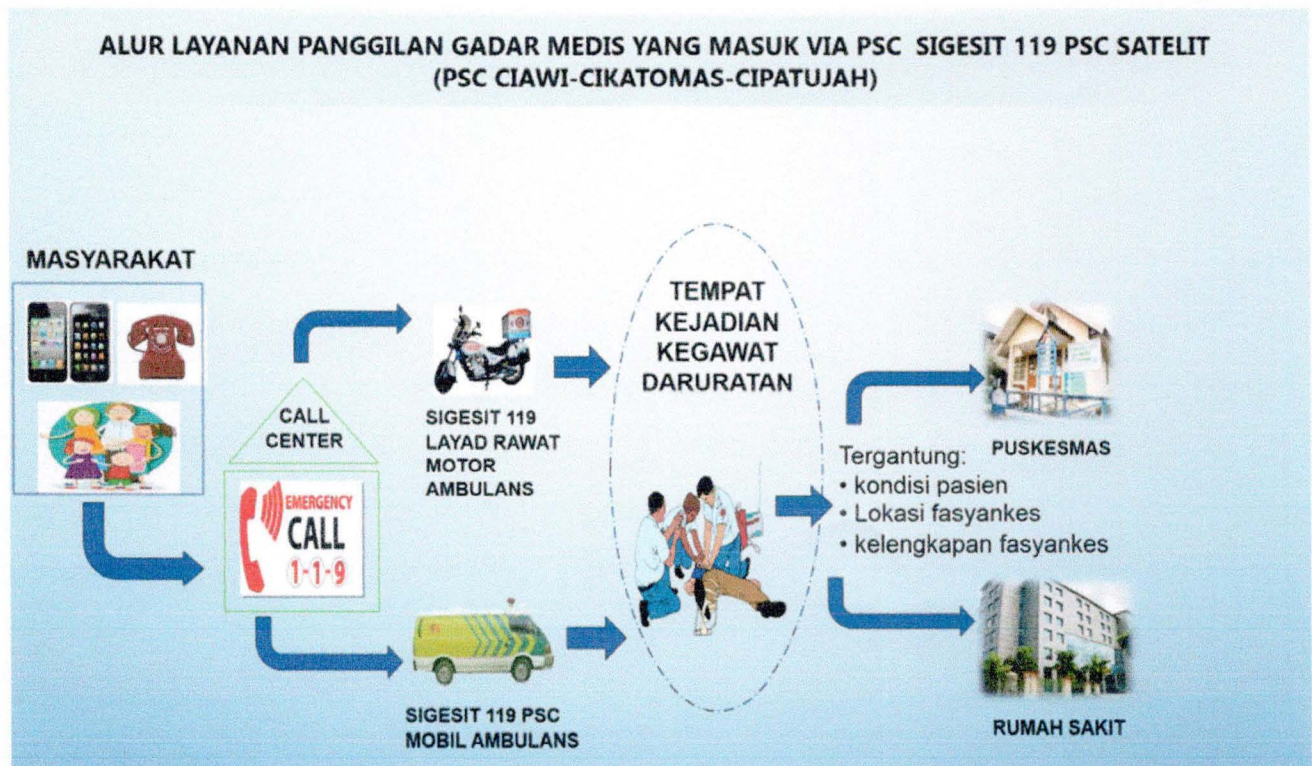 ALUR LAYANAN PANGGILAN GADAR MEDIS YANG MASUK VIA PSC SIGESIT 119 PSC SATELIT
(PSC CIAWI-CIKATOMAS-CIPATUJAH)
MASYARAKAT
CALL
CENTER
EMERGENCY
CALL
1-1-9
SIGESIT 119
LAYAD RAWAT
MOTOR
AMBULANS
SIGESIT 119 PSC
MOBIL AMBULANS
TEMPAT
KEJADIAN
KEGAWAT
DARURATAN
Tergantung:
• kondisi pasien
• Lokasi fasyankes
• kelengkapan fasyankes
PUSKESMAS
RUMAH SAKIT